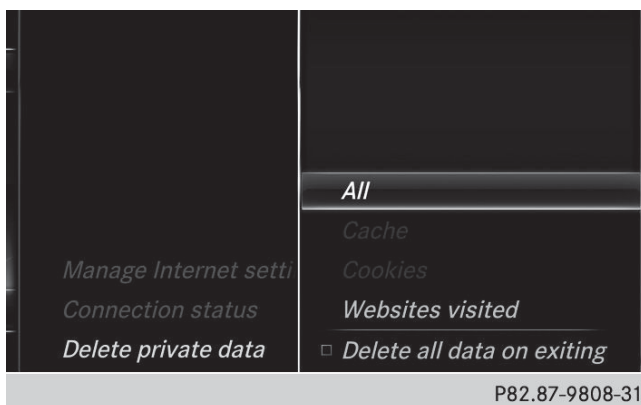 All
Cache
Manage Internet setti
Cookies
Connection status
Websites visited
Delete private data
Delete all data on exiting
P82.87-9808-31